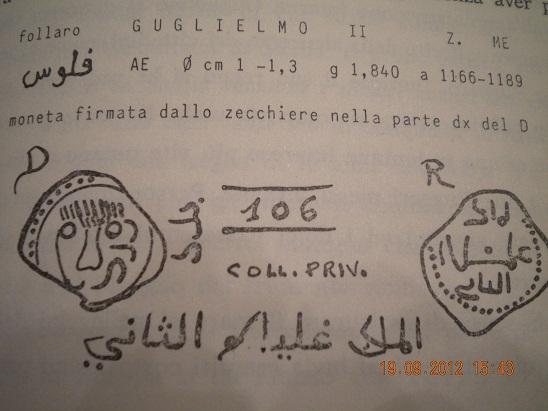 follaro GUGLIELMO II Z. ME
فلوس AE Ø cm 1 -1,3 g 1,840 a 1166-1189
moneta firmata dallo zecchiere nella parte dx del D
D
R
106
COLL. PRIV.
الملك غليالم الثاني
19.09.2012 15:43